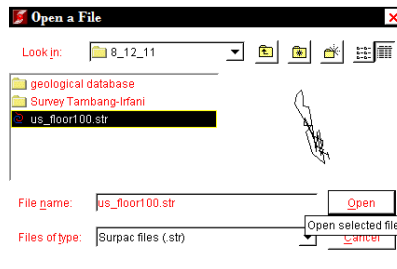 Open a File
Look in: 8_12_11
geological database
Survey Tambang-Irfani
us_floor100.str
File name: us_floor100.str Open
Open selected file
Files of type: Surpac files (.str) Cancel